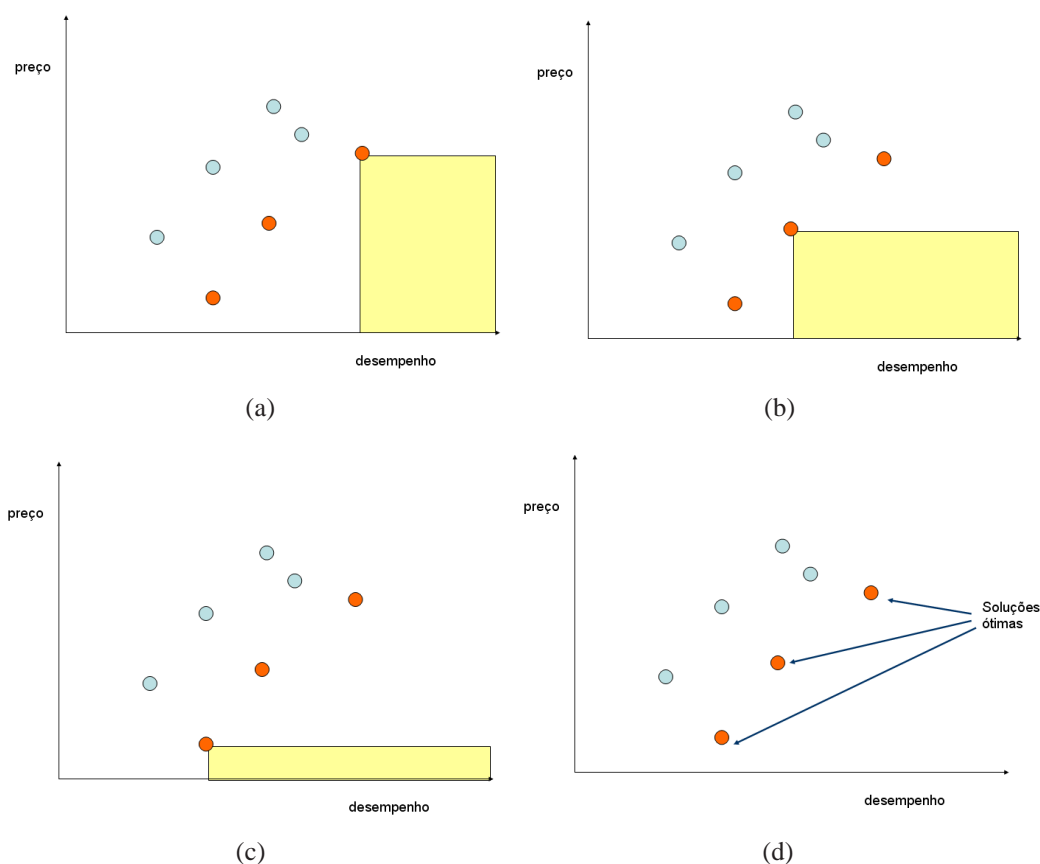 preço
desempenho
(a)
preço
desempenho
(b)
preço
desempenho
(c)
preço
Soluções
ótimas
desempenho
(d)